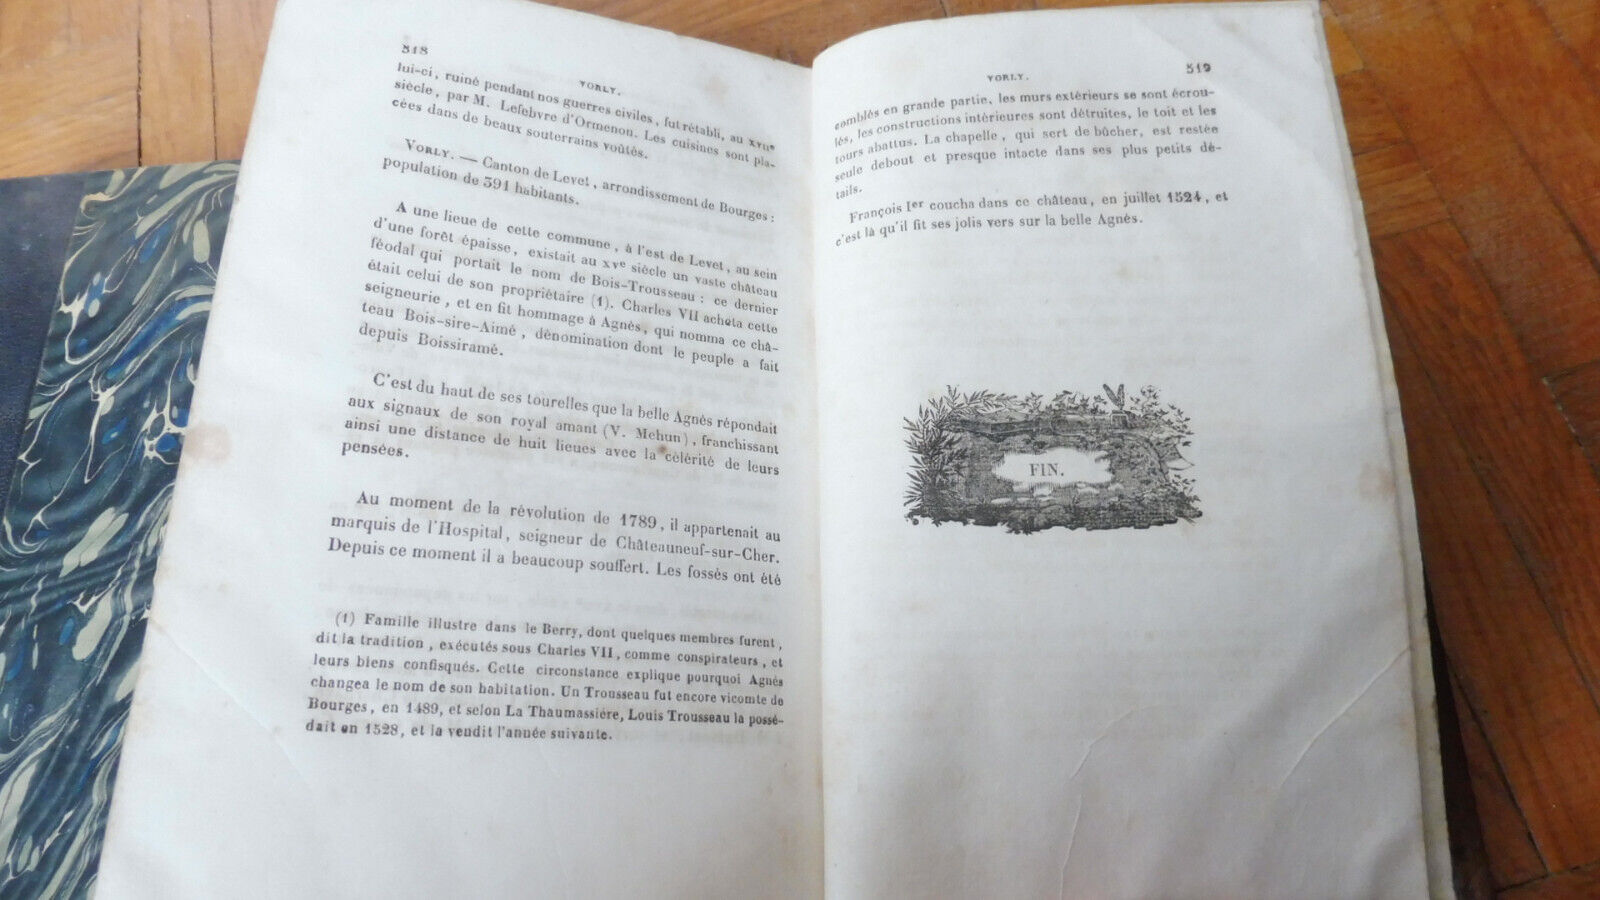 518
VORLY.
lui-ci, ruiné pendant nos guerres civiles, fut rétabli, au XVIIe
siècle, par M. Lefebvre d'Ormenon. Les cuisines sont pla-
cées dans de beaux souterrains voûtés.
VORLY. — Canton de Levet, arrondissement de Bourges:
population de 391 habitants.
A une lieue de cette commune, à l'est de Levet, au sein
d'une forêt épaisse, existait au XVe siècle un vaste château
féodal qui portait le nom de Bois-Trousseau: ce dernier
était celui de son propriétaire (1). Charles VII acheta cette
seigneurie, et en fit hommage à Agnès, qui nomma ce châ-
teau Bois-sire-Aimé, dénomination dont le peuple a fait
depuis Boissiramé.
C'est du haut de ses tourelles que la belle Agnès répondait
aux signaux de son royal amant (V. Mehun), franchissant
ainsi une distance de huit lieues avec la célérité de leurs
pensées.
Au moment de la révolution de 1789, il appartenait au
marquis de l'Hospital, seigneur de Châteauneuf-sur-Cher.
Depuis ce moment il a beaucoup souffert. Les fossés ont été
(1) Famille illustre dans le Berry, dont quelques membres furent,
dit la tradition, exécutés sous Charles VII, comme conspirateurs, et
leurs biens confisqués. Cette circonstance explique pourquoi Agnès
changea le nom de son habitation. Un Trousseau fut encore vicomte de
Bourges, en 1489, et selon La Thaumassière, Louis Trousseau la possé-
dait en 1528, et la vendit l'année suivante.
VORLY.
519
comblés en grande partie, les murs extérieurs se sont écrou-
lés, les constructions intérieures sont détruites, le toit et les
tours abattus. La chapelle, qui sert de bûcher, est restée
seule debout et presque intacte dans ses plus petits dé-
tails.
François Ier coucha dans ce château, en juillet 1524, et
c'est là qu'il fit ses jolis vers sur la belle Agnès.
FIN.